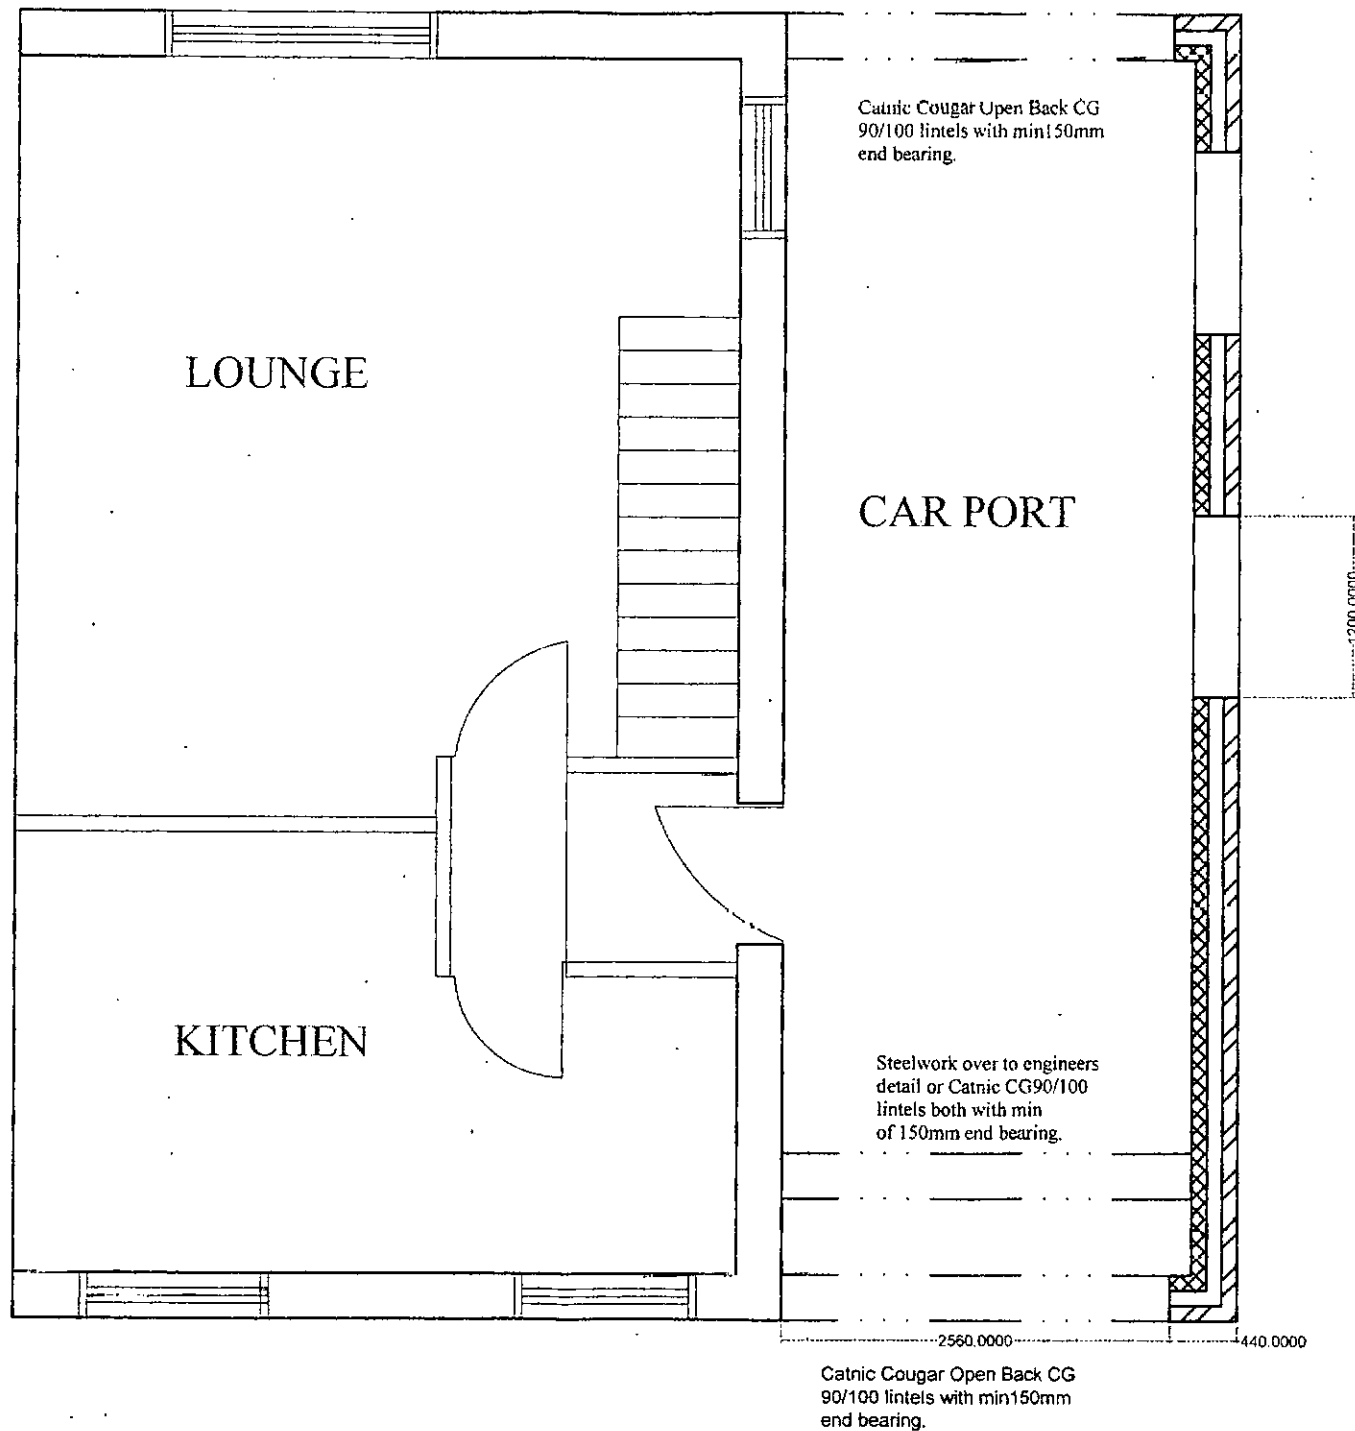 Catnic Cougar Open Back CG
90/100 lintels with min150mm
end bearing.
LOUNGE
CAR PORT
1200.0000
KITCHEN
Steelwork over to engineers
detail or Catnic CG90/100
lintels both with min
of 150mm end bearing.
2560.0000
440.0000
Catnic Cougar Open Back CG
90/100 lintels with min150mm
end bearing.